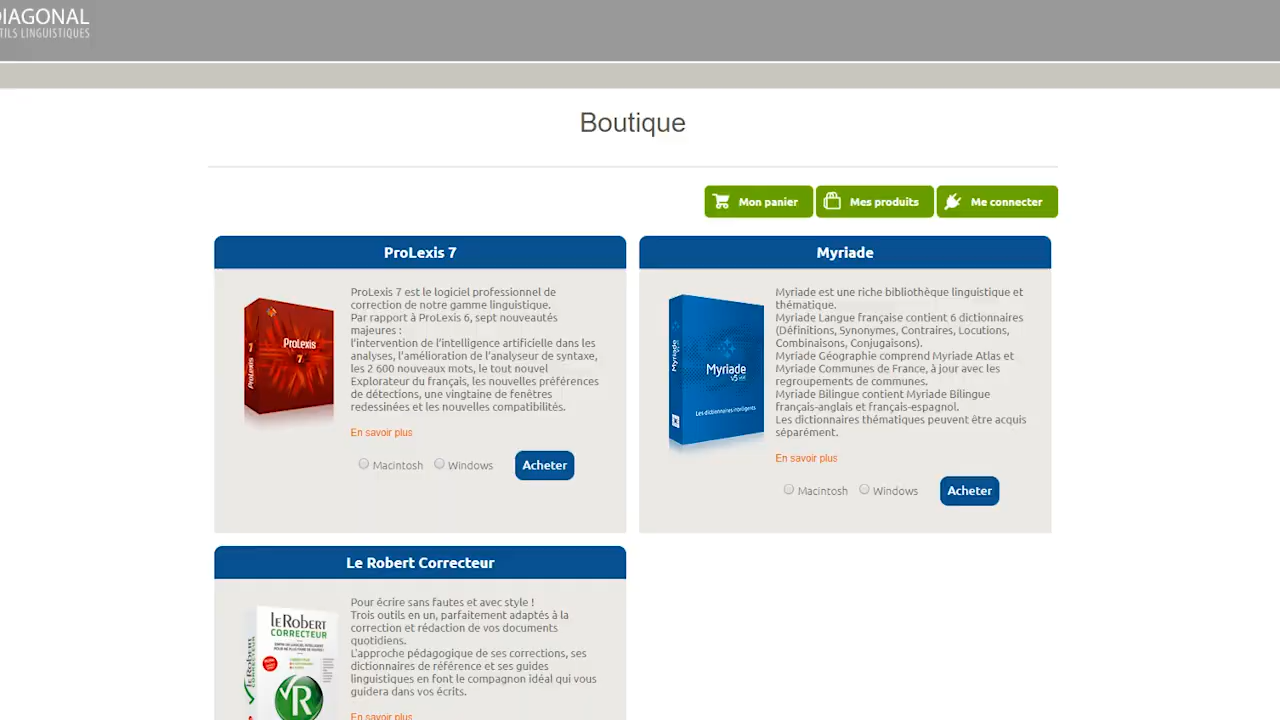 DIAGONAL
TILS LINGUISTIQUES
Boutique
Mon panier
Mes produits
Me connecter
ProLexis 7
ProLexis 7 est le logiciel professionnel de
correction de notre gamme linguistique.
Par rapport à ProLexis 6, sept nouveautés
majeures :
l'intervention de l'intelligence artificielle dans les
analyses, l'amélioration de l'analyseur de syntaxe,
les 2 600 nouveaux mots, le tout nouvel
Explorateur du français, les nouvelles préférences
de détections, une vingtaine de fenêtres
redessinées et les nouvelles compatibilités.
En savoir plus
Macintosh
Windows
Acheter
ProLexis
7
7
ProLexis
Myriade
Myriade est une riche bibliothèque linguistique et
thématique.
Myriade Langue française contient 6 dictionnaires
(Définitions, Synonymes, Contraires, Locutions,
Combinaisons, Conjugaisons).
Myriade Géographie comprend Myriade Atlas et
Myriade Communes de France, à jour avec les
regroupements de communes.
Myriade Bilingue contient Myriade Bilingue
français-anglais et français-espagnol.
Les dictionnaires thématiques peuvent être acquis
séparément.
En savoir plus
Macintosh
Windows
Acheter
Myriade
Myriade
v5
Les dictionnaires intelligents
Le Robert Correcteur
Pour écrire sans fautes et avec style !
Trois outils en un, parfaitement adaptés à la
correction et rédaction de vos documents
quotidiens.
L'approche pédagogique de ses corrections, ses
dictionnaires de référence et ses guides
linguistiques en font le compagnon idéal qui vous
guidera dans vos écrits.
En savoir plus
le Robert
CORRECTEUR
le Robert
CORRECTEUR
R